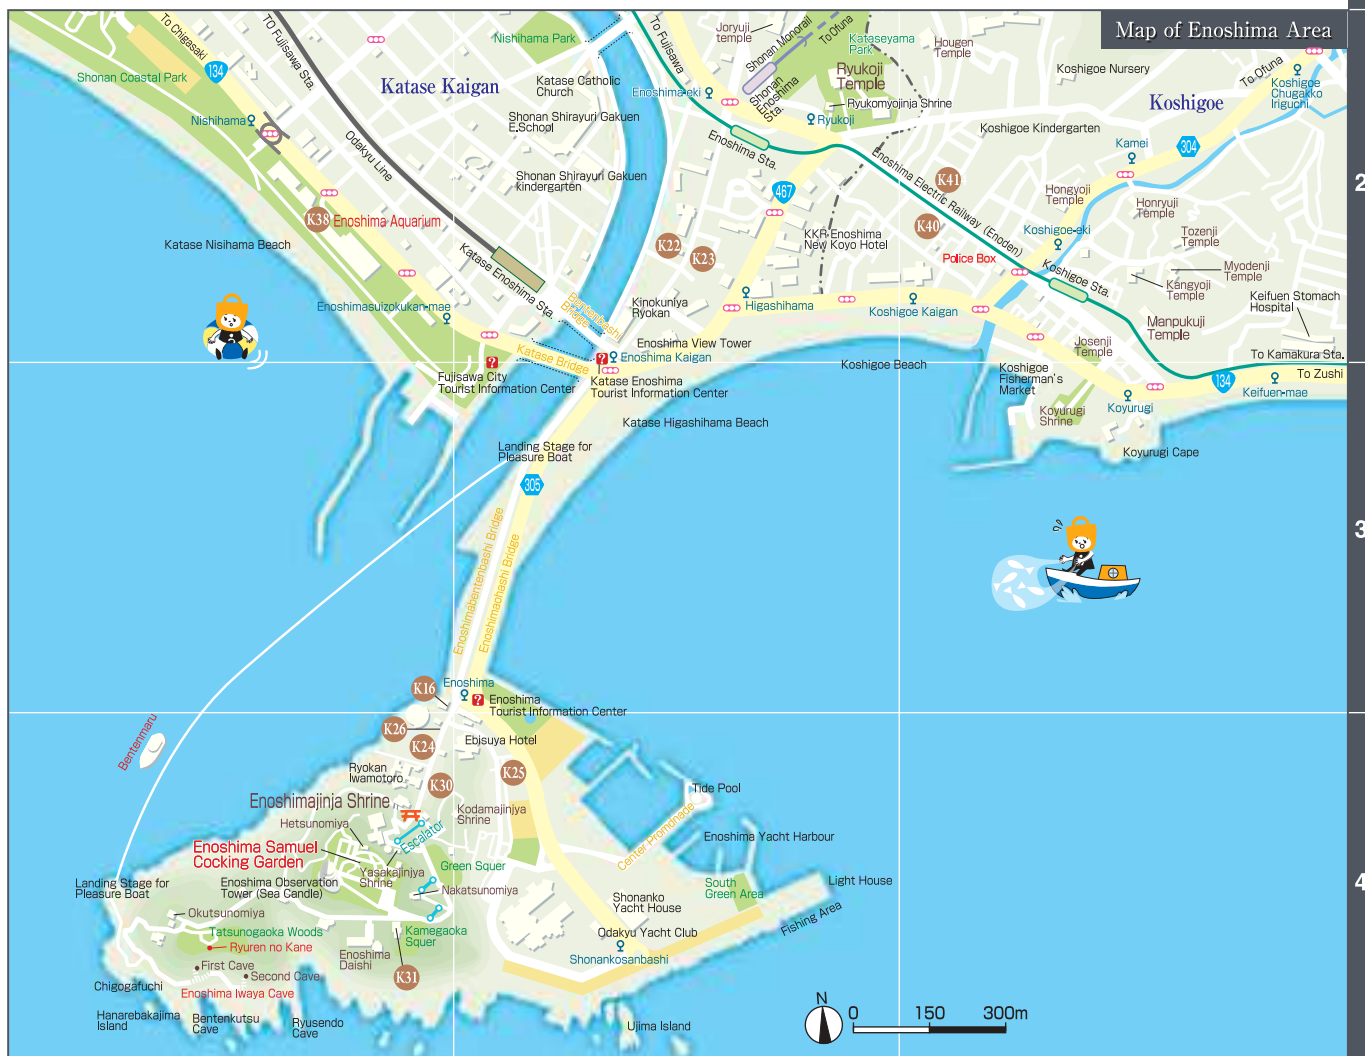 Map of Enoshima Area
To Chigasaki
To Fujisawa Sta.
134
Shonan Coastal Park
Nishihama
Katase Kaigan
Odakyu Line
Nishihama Park
Katase Catholic
Church
Shonan Shirayuri Gakuen
E.School
Shonan Shirayuri Gakuen
kindergarten
To Fujisawa
Enoshima-eki
Joryuji
temple
Shonan Monorail
To Ofuna
Shonan
Enoshima
Sta.
Kataseyama
Park
Ryukoji
Temple
Ryukomyojinja Shrine
Ryukoji
Hougen
Temple
Koshigoe Nursery
Koshigoe
To Ofuna
Koshigoe
Chugakko
Iriguchi
Koshigoe Kindergarten
Kamei
304
Enoshima Sta.
467
Enoshima Electric Railway (Enoden)
K41
K40
Hongyoji
Temple
Honryuji
Temple
Koshigoe-eki
Tozenji
Temple
Myodenji
Temple
Kangyoji
Temple
Police Box
Koshigoe Sta.
Keifuen Stomach
Hospital
Manpukuji
Temple
Josenji
Temple
To Kamakura Sta.
To Zushi
134
Keifuen-mae
Koyurugi
Koyurugi
Shrine
Koyurugi Cape
Koshigoe
Fisherman's
Market
Koshigoe Beach
Koshigoe Kaigan
Higashihama
KKR Enoshima
New Koyo Hotel
K22
K23
2
K38
Enoshima Aquarium
Katase Nisihama Beach
Katase Enoshima Sta.
Enoshimasuizokukan-mae
Bentenbashi
Bridge
Kinokuniya
Ryokan
Enoshima View Tower
Enoshima Kaigan
Katase Bridge
Fujisawa City
Tourist Information Center
Katase Enoshima
Tourist Information Center
Katase Higashihama Beach
Landing Stage for
Pleasure Boat
305
Enoshimabentenbashi Bridge
Enoshimaohashi Bridge
3
K16
Enoshima
Enoshima
Tourist Information Center
K26
K24
Ebisuya Hotel
K25
K30
Ryokan
Iwamotoro
Bentenmaru
Enoshimajinja Shrine
Hetsunomiya
Kodamajinjya
Shrine
Escalator
Enoshima Samuel
Cocking Garden
Yasakajinjya
Shrine
Green Squer
Nakatsunomiya
Enoshima Observation
Tower (Sea Candle)
Landing Stage for
Pleasure Boat
Okutsunomiya
Tatsunogaoka Woods
Ryuren no Kane
First Cave
Second Cave
Enoshima Iwaya Cave
Chigogafuchi
Hanarebakajima
Island
Bentenkutsu
Cave
Ryusendo
Cave
Enoshima
Daishi
Kamegaoka
Squer
K31
Tide Pool
Center Promnade
Enoshima Yacht Harbour
South
Green Area
Light House
Fishing Area
Shonanko
Yacht House
Odakyu Yacht Club
Shonankosanbashi
Ujima Island
4
N
0 150 300m